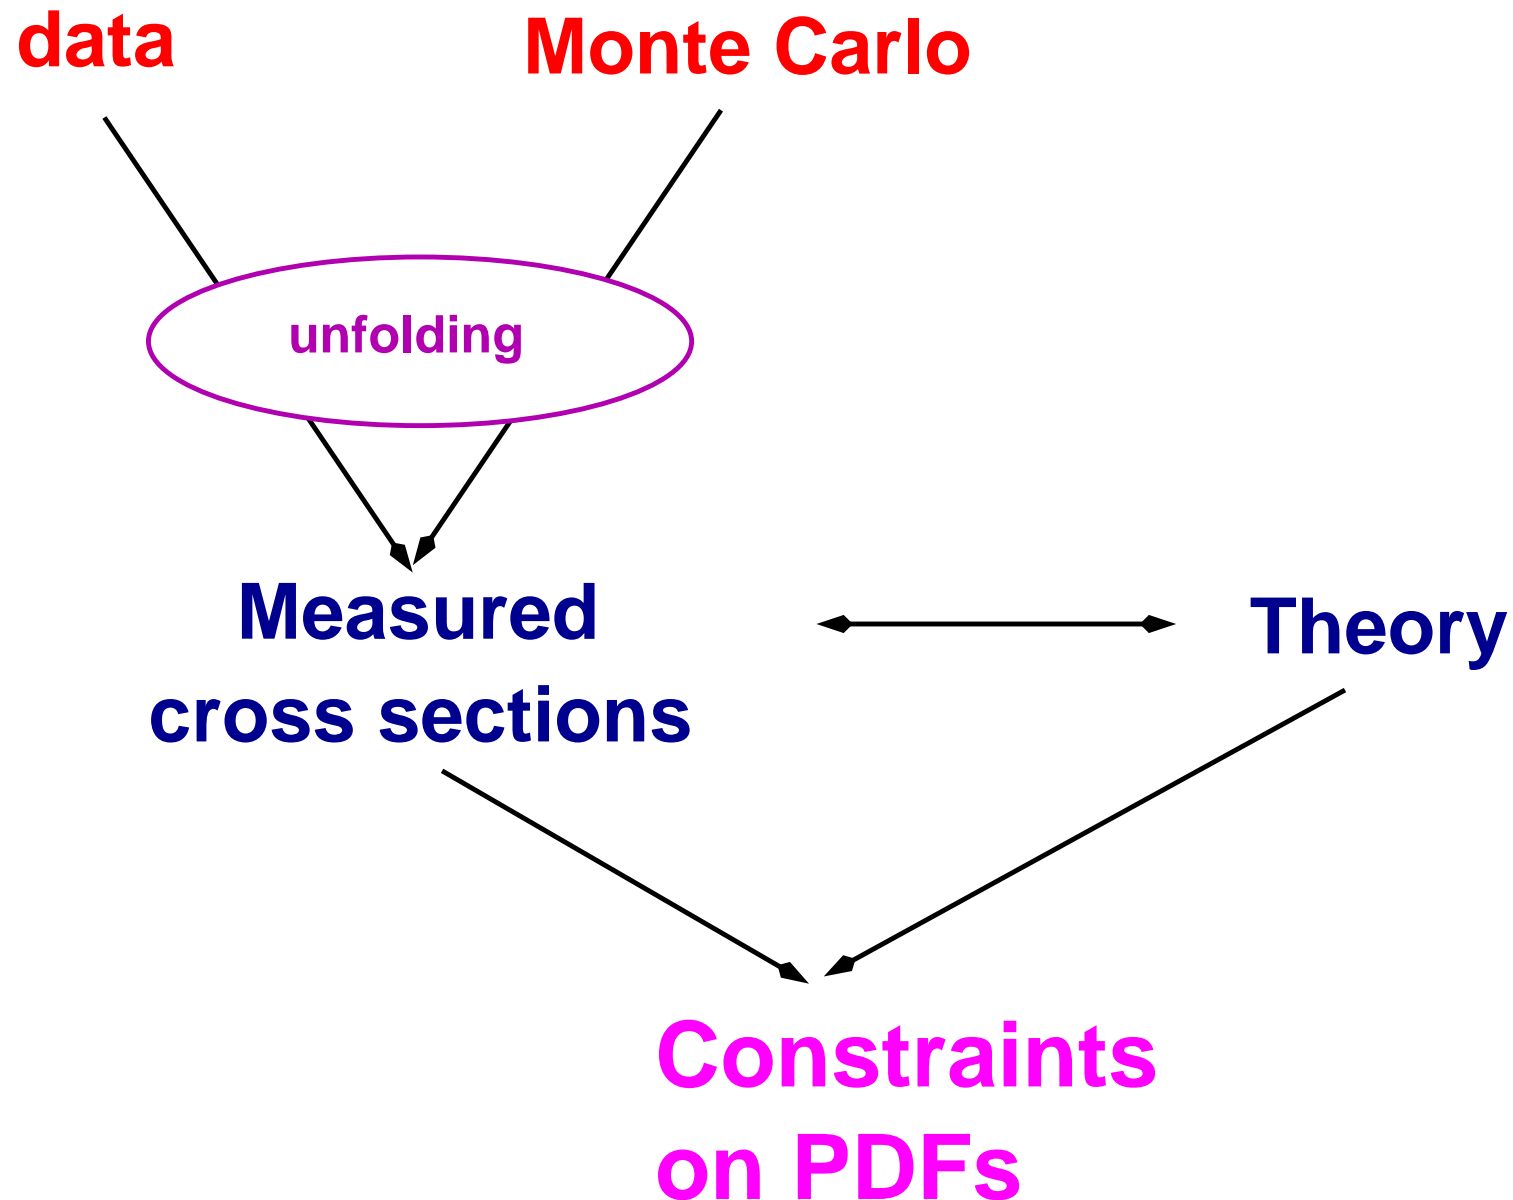 data
Monte Carlo
unfolding
Measured
cross sections
Theory
Constraints
on PDFs